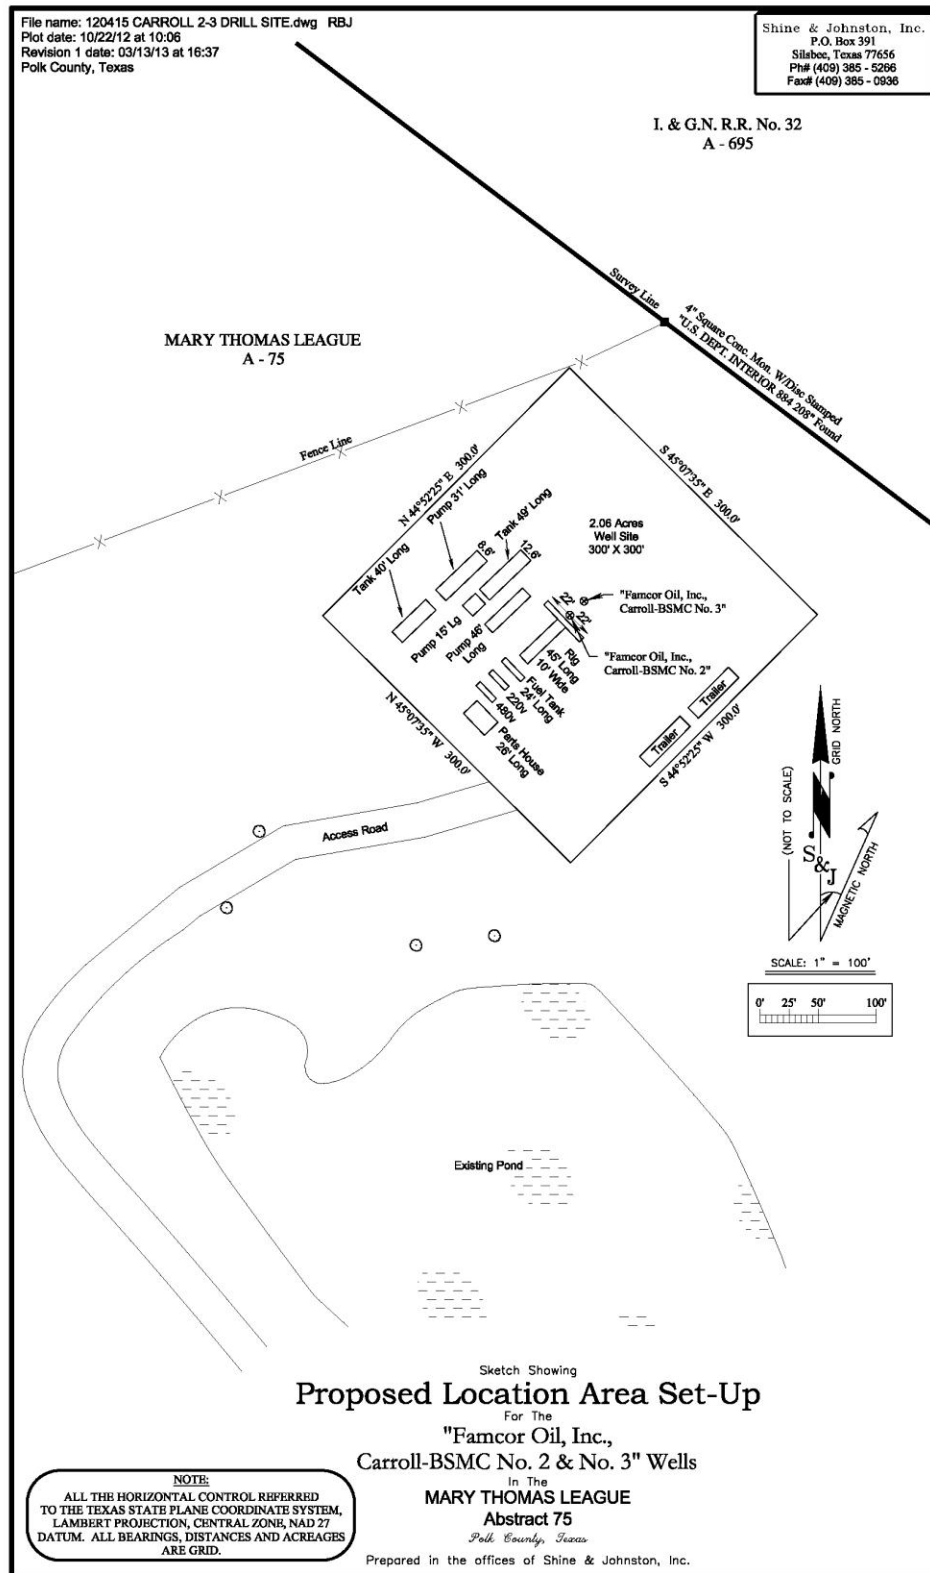 File name: 120415 CARROLL 2-3 DRILL SITE.dwg RBJ
Plot date: 10/22/12 at 10:06
Revision 1 date: 03/13/13 at 16:37
Polk County, Texas
Shine & Johnston, Inc.
P.O. Box 391
Silsbee, Texas 77656
Ph# (409) 385 - 5266
Fax# (409) 385 - 0936
I. & G.N. R.R. No. 32
A - 695
Survey Line
4" Square Conc. Mon. W/Disc Stamped
"U.S. DEPT. INTERIOR 884 208" Found
MARY THOMAS LEAGUE
A - 75
Fence Line
N 44°52'25" E 300.0'
S 45°07'35" E 300.0'
Pump 31' Long
Tank 49' Long
Tank 40' Long
8.6'
12.6'
2.06 Acres
Well Site
300' X 300'
"Famcor Oil, Inc.,
Carroll-BSMC No. 3"
22'
22'
"Famcor Oil, Inc.,
Carroll-BSMC No. 2"
Pump 15' Lg
Pump 46'
Long
Rig
45' Long
10' Wide
Fuel Tank
24' Long
220v
480v
Parts House
26' Long
Trailer
Trailer
N 45°07'35" W 300.0'
S 44°52'25" W 300.0'
Access Road
GRID NORTH
(NOT TO SCALE)
S&J
MAGNETIC NORTH
SCALE: 1" = 100'
0' 25' 50' 100'
Existing Pond
Sketch Showing
Proposed Location Area Set-Up
For The
"Famcor Oil, Inc.,
Carroll-BSMC No. 2 & No. 3" Wells
In The
MARY THOMAS LEAGUE
Abstract 75
Polk County, Texas
Prepared in the offices of Shine & Johnston, Inc.
NOTE:
ALL THE HORIZONTAL CONTROL REFERRED
TO THE TEXAS STATE PLANE COORDINATE SYSTEM,
LAMBERT PROJECTION, CENTRAL ZONE, NAD 27
DATUM. ALL BEARINGS, DISTANCES AND ACREAGES
ARE GRID.